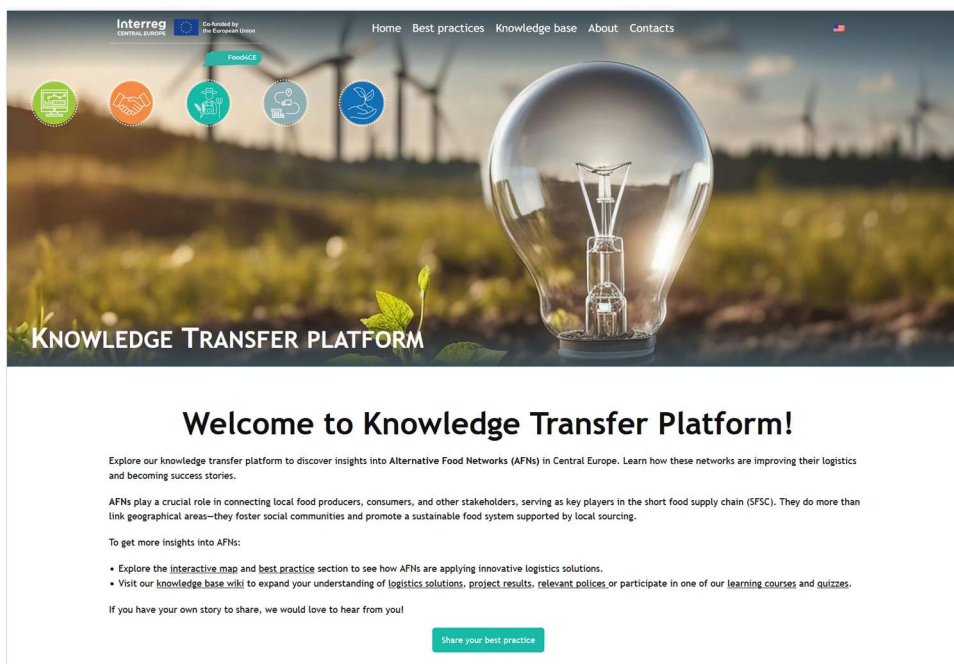 Interreg
CENTRAL EUROPE
Co-funded by
the European Union
Food4CE
Home Best practices Knowledge base About Contacts
KNOWLEDGE TRANSFER PLATFORM
Welcome to Knowledge Transfer Platform!
Explore our knowledge transfer platform to discover insights into Alternative Food Networks (AFNs) in Central Europe. Learn how these networks are improving their logistics
and becoming success stories.
AFNs play a crucial role in connecting local food producers, consumers, and other stakeholders, serving as key players in the short food supply chain (SFSC). They do more than
link geographical areas—they foster social communities and promote a sustainable food system supported by local sourcing.
To get more insights into AFNs:
• Explore the interactive map and best practice section to see how AFNs are applying innovative logistics solutions.
• Visit our knowledge base wiki to expand your understanding of logistics solutions, project results, relevant polices or participate in one of our learning courses and quizzes.
If you have your own story to share, we would love to hear from you!
Share your best practice